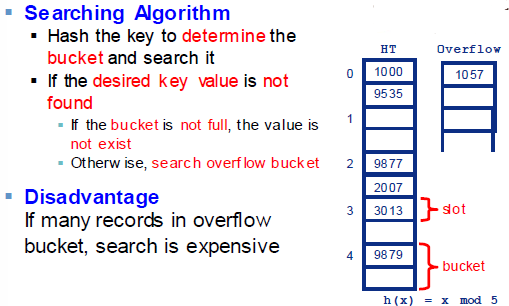 Searching Algorithm
Hash the key to determine the
bucket and search it
If the desired key value is not
found
If the bucket is not full, the value is
not exist
Otherwise, search overflow bucket
Disadvantage
If many records in overflow
bucket, search is expensive
HT Overflow
0 1000 1057
9535
1
2 9877
2007
3 3013 slot
4 9879
bucket
h(x) = x mod 5